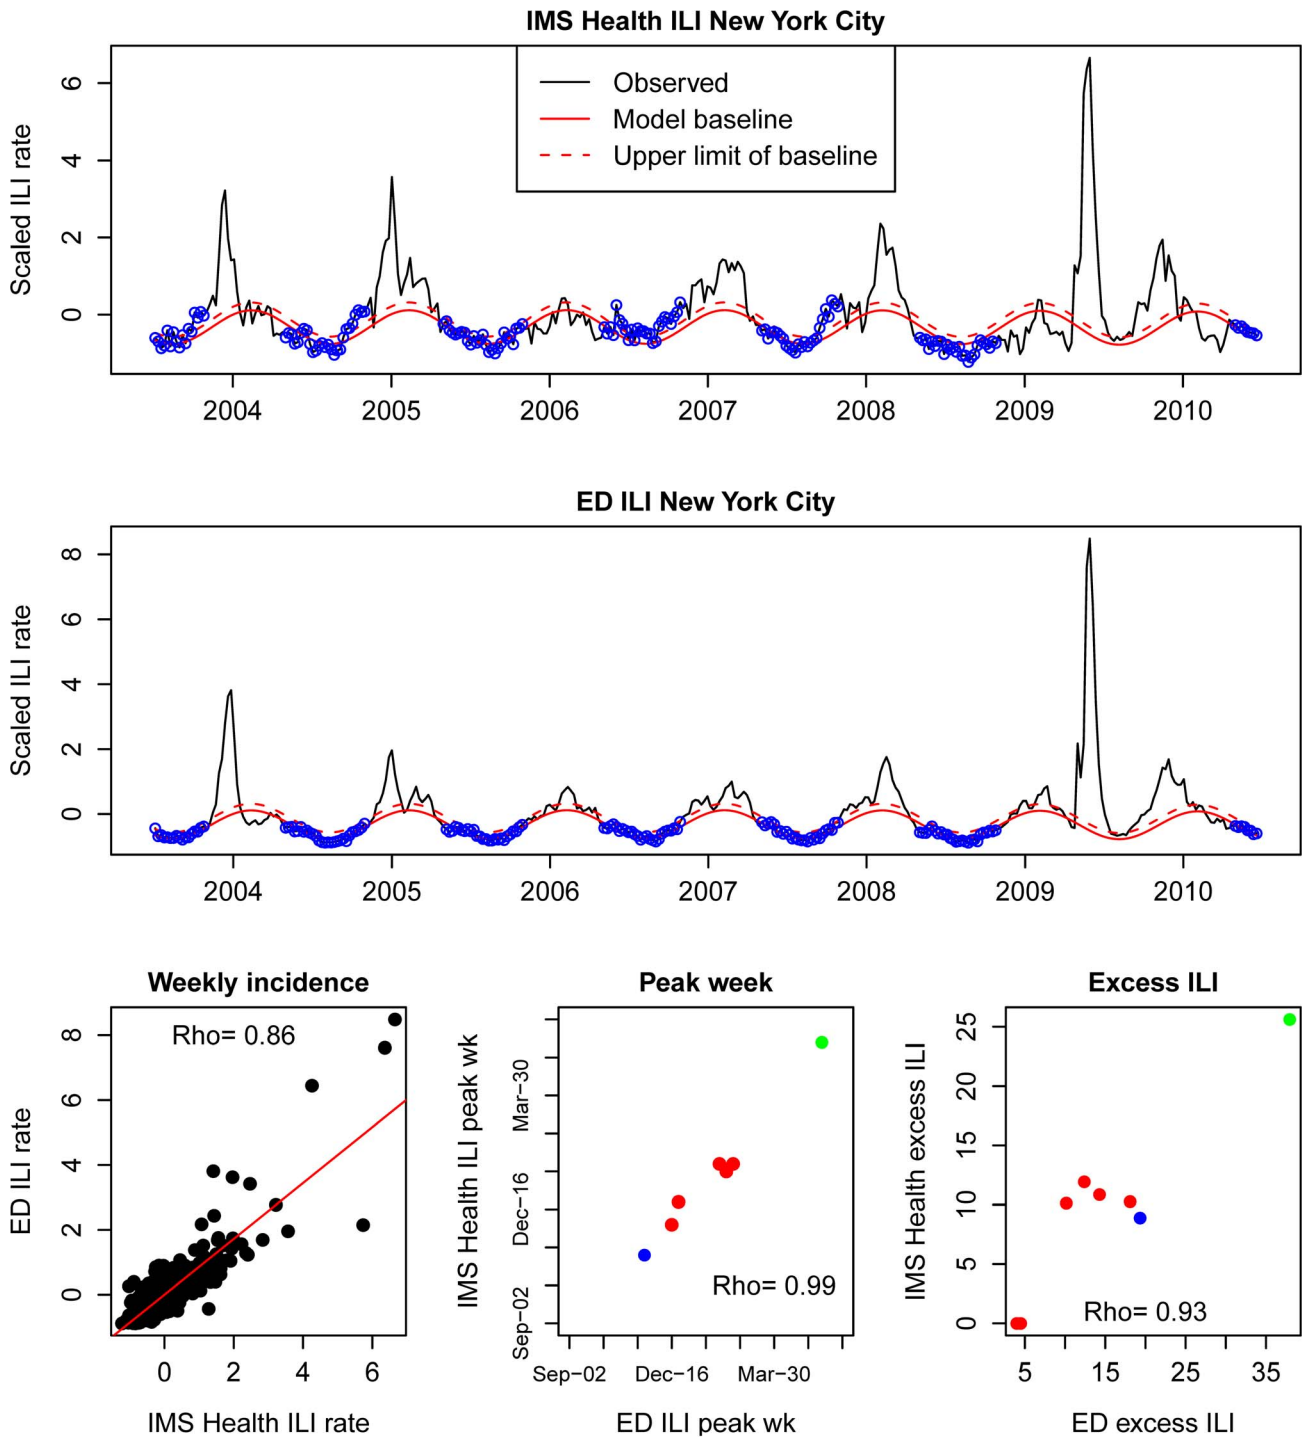 IMS Health ILI New York City
Scaled ILI rate
6
4
2
0
Observed
Model baseline
Upper limit of baseline
2004 2005 2006 2007 2008 2009 2010
ED ILI New York City
Scaled ILI rate
8
6
4
2
0
2004 2005 2006 2007 2008 2009 2010
Weekly incidence
ED ILI rate
8
6
4
2
0
Rho= 0.86
0 2 4 6
IMS Health ILI rate
Peak week
IMS Health ILI peak wk
Mar−30
Dec−16
Sep−02
Rho= 0.99
Sep−02 Dec−16 Mar−30
ED ILI peak wk
Excess ILI
IMS Health excess ILI
25
20
15
10
5
0
Rho= 0.93
5 15 25 35
ED excess ILI